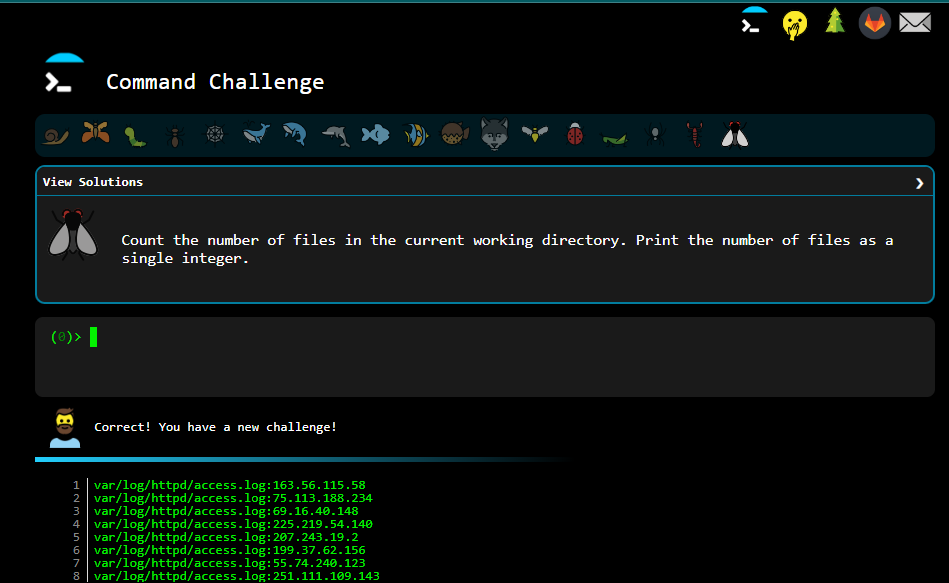 Command Challenge
View Solutions
Count the number of files in the current working directory. Print the number of files as a
single integer.
(0)>
Correct! You have a new challenge!
1 var/log/httpd/access.log:163.56.115.58
2 var/log/httpd/access.log:75.113.188.234
3 var/log/httpd/access.log:69.16.40.148
4 var/log/httpd/access.log:225.219.54.140
5 var/log/httpd/access.log:207.243.19.2
6 var/log/httpd/access.log:199.37.62.156
7 var/log/httpd/access.log:55.74.240.123
8 var/log/httpd/access.log:251.111.109.143